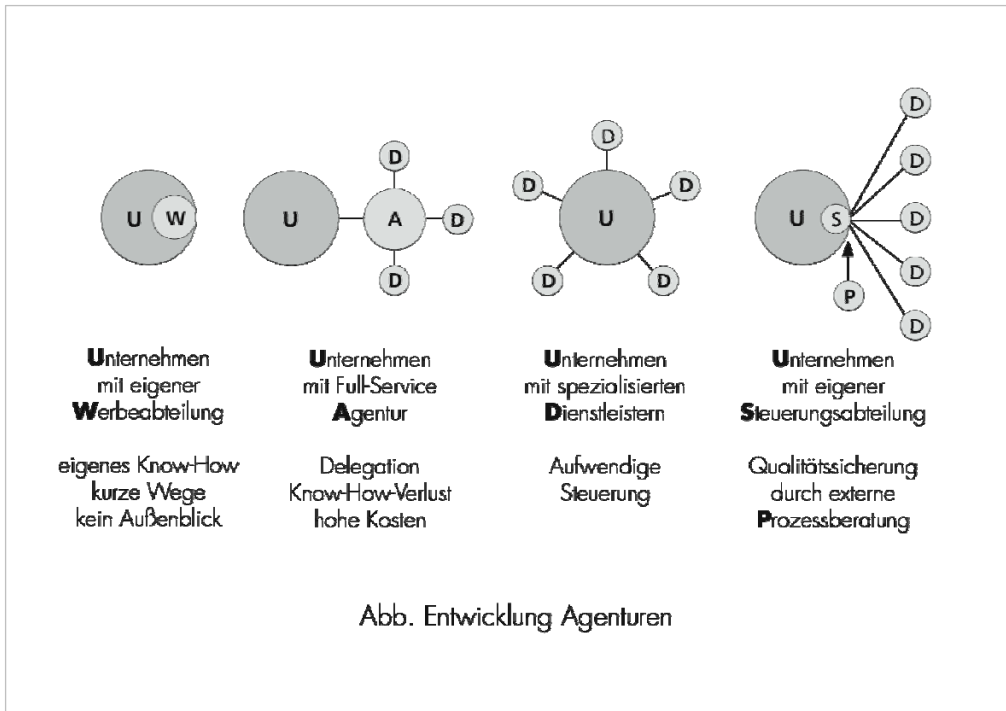 U W
U A D D D
U D D D D D
U S P D D D D D
Unternehmen
mit eigener
Werbeabteilung
eigenes Know-How
kurze Wege
kein Außenblick
Unternehmen
mit Full-Service
Agentur
Delegation
Know-How-Verlust
hohe Kosten
Unternehmen
mit spezialisierten
Dienstleistern
Aufwendige
Steuerung
Unternehmen
mit eigener
Steuerungsabteilung
Qualitätssicherung
durch externe
Prozessberatung
Abb. Entwicklung Agenturen